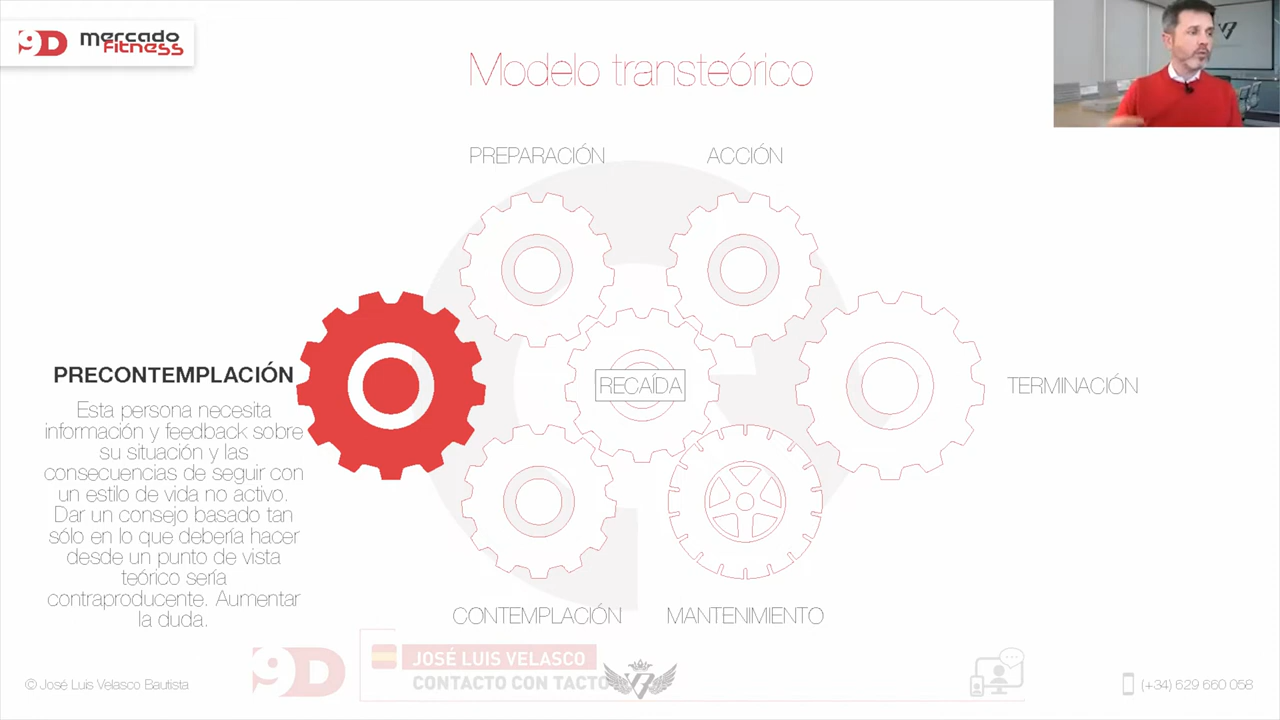 9D mercado
Fitness
Modelo transteórico
PREPARACIÓN
ACCIÓN
PRECONTEMPLACIÓN
Esta persona necesita
información y feedback sobre
su situación y las
consecuencias de seguir con
un estilo de vida no activo.
Dar un consejo basado tan
sólo en lo que debería hacer
desde un punto de vista
teórico sería
contraproducente. Aumentar
la duda.
RECAÍDA
TERMINACIÓN
CONTEMPLACIÓN
MANTENIMIENTO
9D
JOSÉ LUIS VELASCO
CONTACTO CON TACTO
© José Luis Velasco Bautista
(+34) 629 660 058